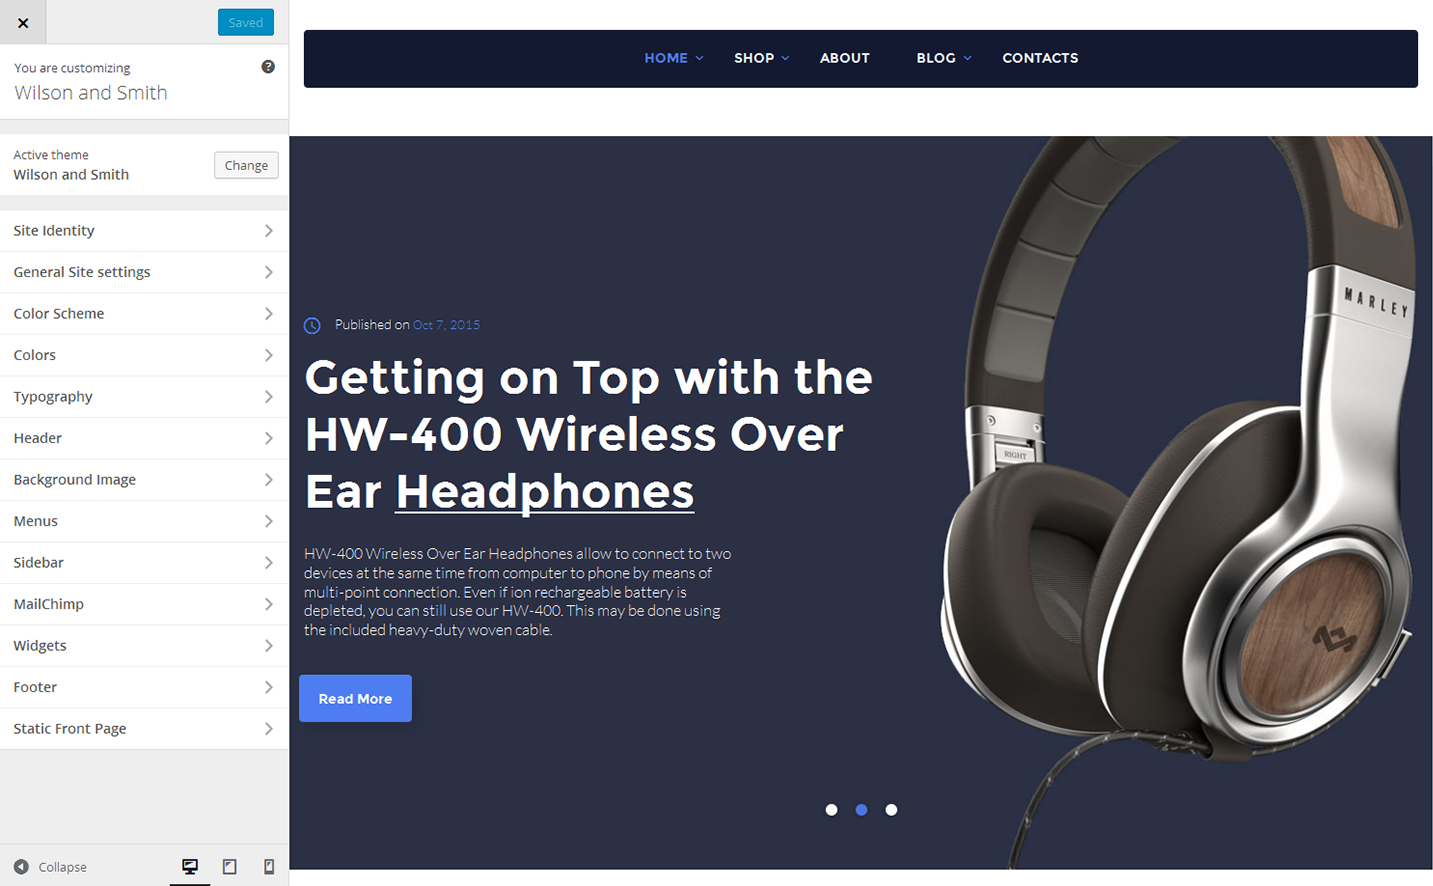 Saved
You are customizing
Wilson and Smith
Active theme
Wilson and Smith
Change
Site Identity
General Site settings
Color Scheme
Colors
Typography
Header
Background Image
Menus
Sidebar
MailChimp
Widgets
Footer
Static Front Page
Collapse
HOME SHOP ABOUT BLOG CONTACTS
Published on Oct 7, 2015
Getting on Top with the
HW-400 Wireless Over
Ear Headphones
HW-400 Wireless Over Ear Headphones allow to connect to two
devices at the same time from computer to phone by means of
multi-point connection. Even if ion rechargeable battery is
depleted, you can still use our HW-400. This may be done using
the included heavy-duty woven cable.
Read More
MARLEY
RIGHT